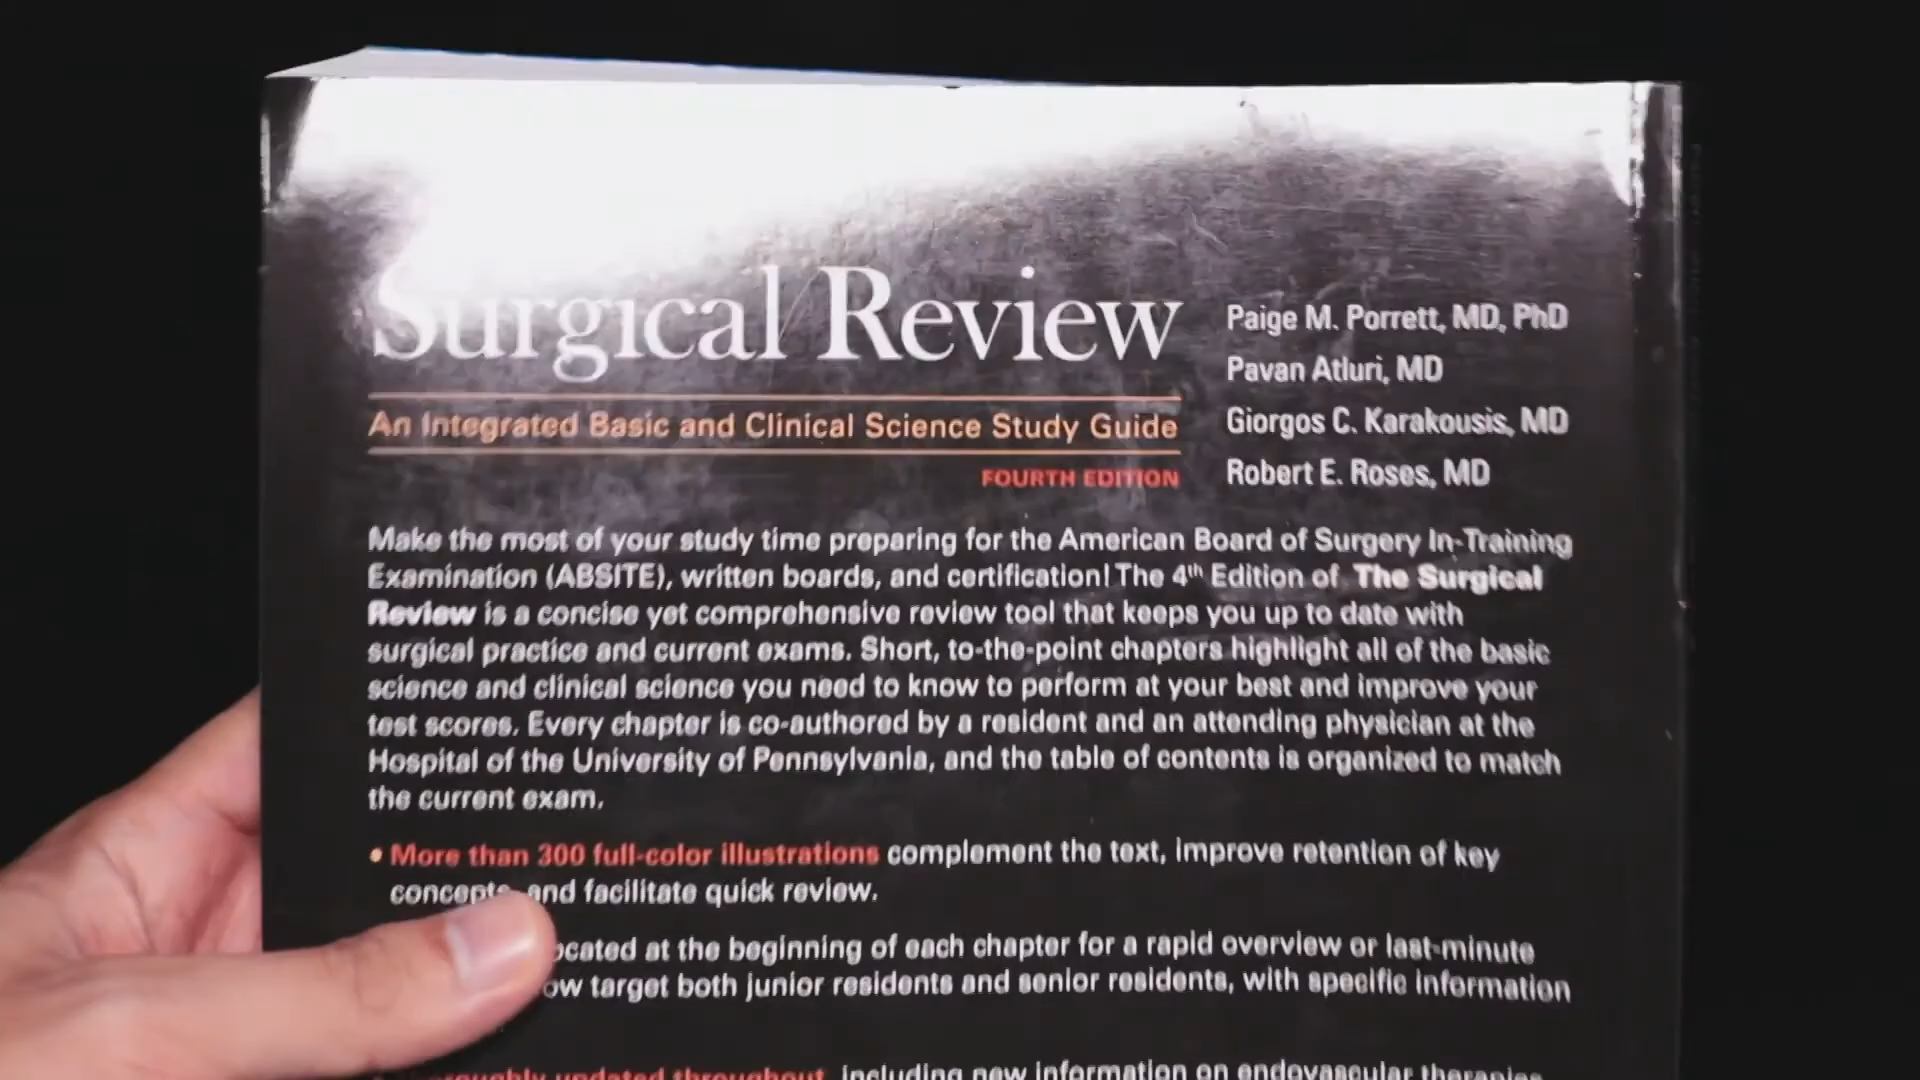 Surgical Review
An Integrated Basic and Clinical Science Study Guide
FOURTH EDITION
Paige M. Porrett, MD, PhD
Pavan Atluri, MD
Giorgos C. Karakousis, MD
Robert E. Roses, MD
Make the most of your study time preparing for the American Board of Surgery In-Training
Examination (ABSITE), written boards, and certification! The 4th Edition of The Surgical
Review is a concise yet comprehensive review tool that keeps you up to date with
surgical practice and current exams. Short, to-the-point chapters highlight all of the basic
science and clinical science you need to know to perform at your best and improve your
test scores. Every chapter is co-authored by a resident and an attending physician at the
Hospital of the University of Pennsylvania, and the table of contents is organized to match
the current exam.
• More than 300 full-color illustrations complement the text, improve retention of key
concepts and facilitate quick review.
at the beginning of each chapter for a rapid overview or last-minute
target both junior residents and senior residents, with specific information
updated throughout, including new information on endovascular therapies